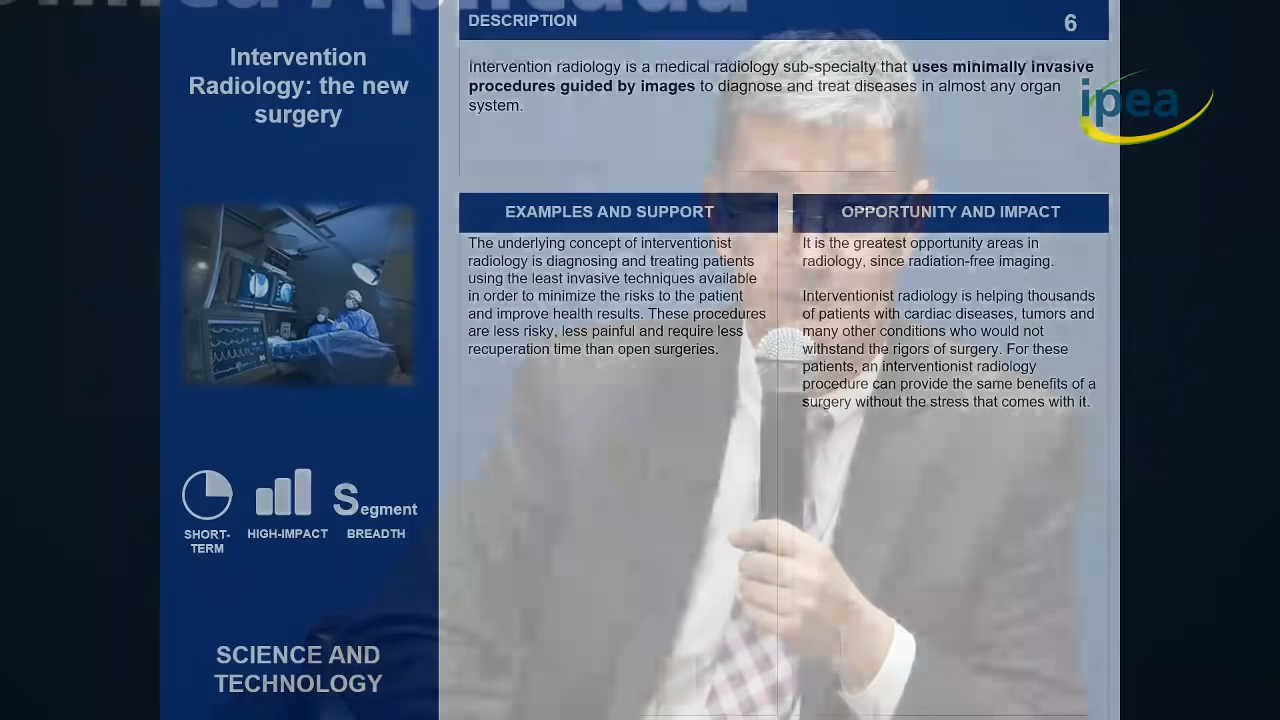 Aplicada
Intervention
Radiology: the new
surgery
SHORT-
TERM
HIGH-IMPACT
Segment
BREADTH
SCIENCE AND
TECHNOLOGY
DESCRIPTION
6
Intervention radiology is a medical radiology sub-specialty that uses minimally invasive
procedures guided by images to diagnose and treat diseases in almost any organ
system.
ipea
EXAMPLES AND SUPPORT
The underlying concept of interventionist
radiology is diagnosing and treating patients
using the least invasive techniques available
in order to minimize the risks to the patient
and improve health results. These procedures
are less risky, less painful and require less
recuperation time than open surgeries.
OPPORTUNITY AND IMPACT
It is the greatest opportunity areas in
radiology, since radiation-free imaging.
Interventionist radiology is helping thousands
of patients with cardiac diseases, tumors and
many other conditions who would not
withstand the rigors of surgery. For these
patients, an interventionist radiology
procedure can provide the same benefits of a
surgery without the stress that comes with it.